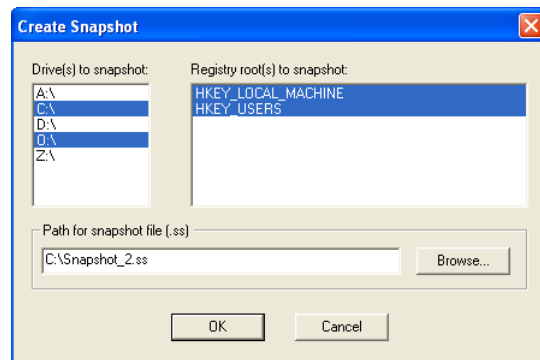 Create Snapshot
Drive(s) to snapshot:
A:\
C:\
D:\
O:\
Z:\
Registry root(s) to snapshot:
HKEY_LOCAL_MACHINE
HKEY_USERS
Path for snapshot file (.ss)
C:\Snapshot_2.ss
Browse...
OK
Cancel